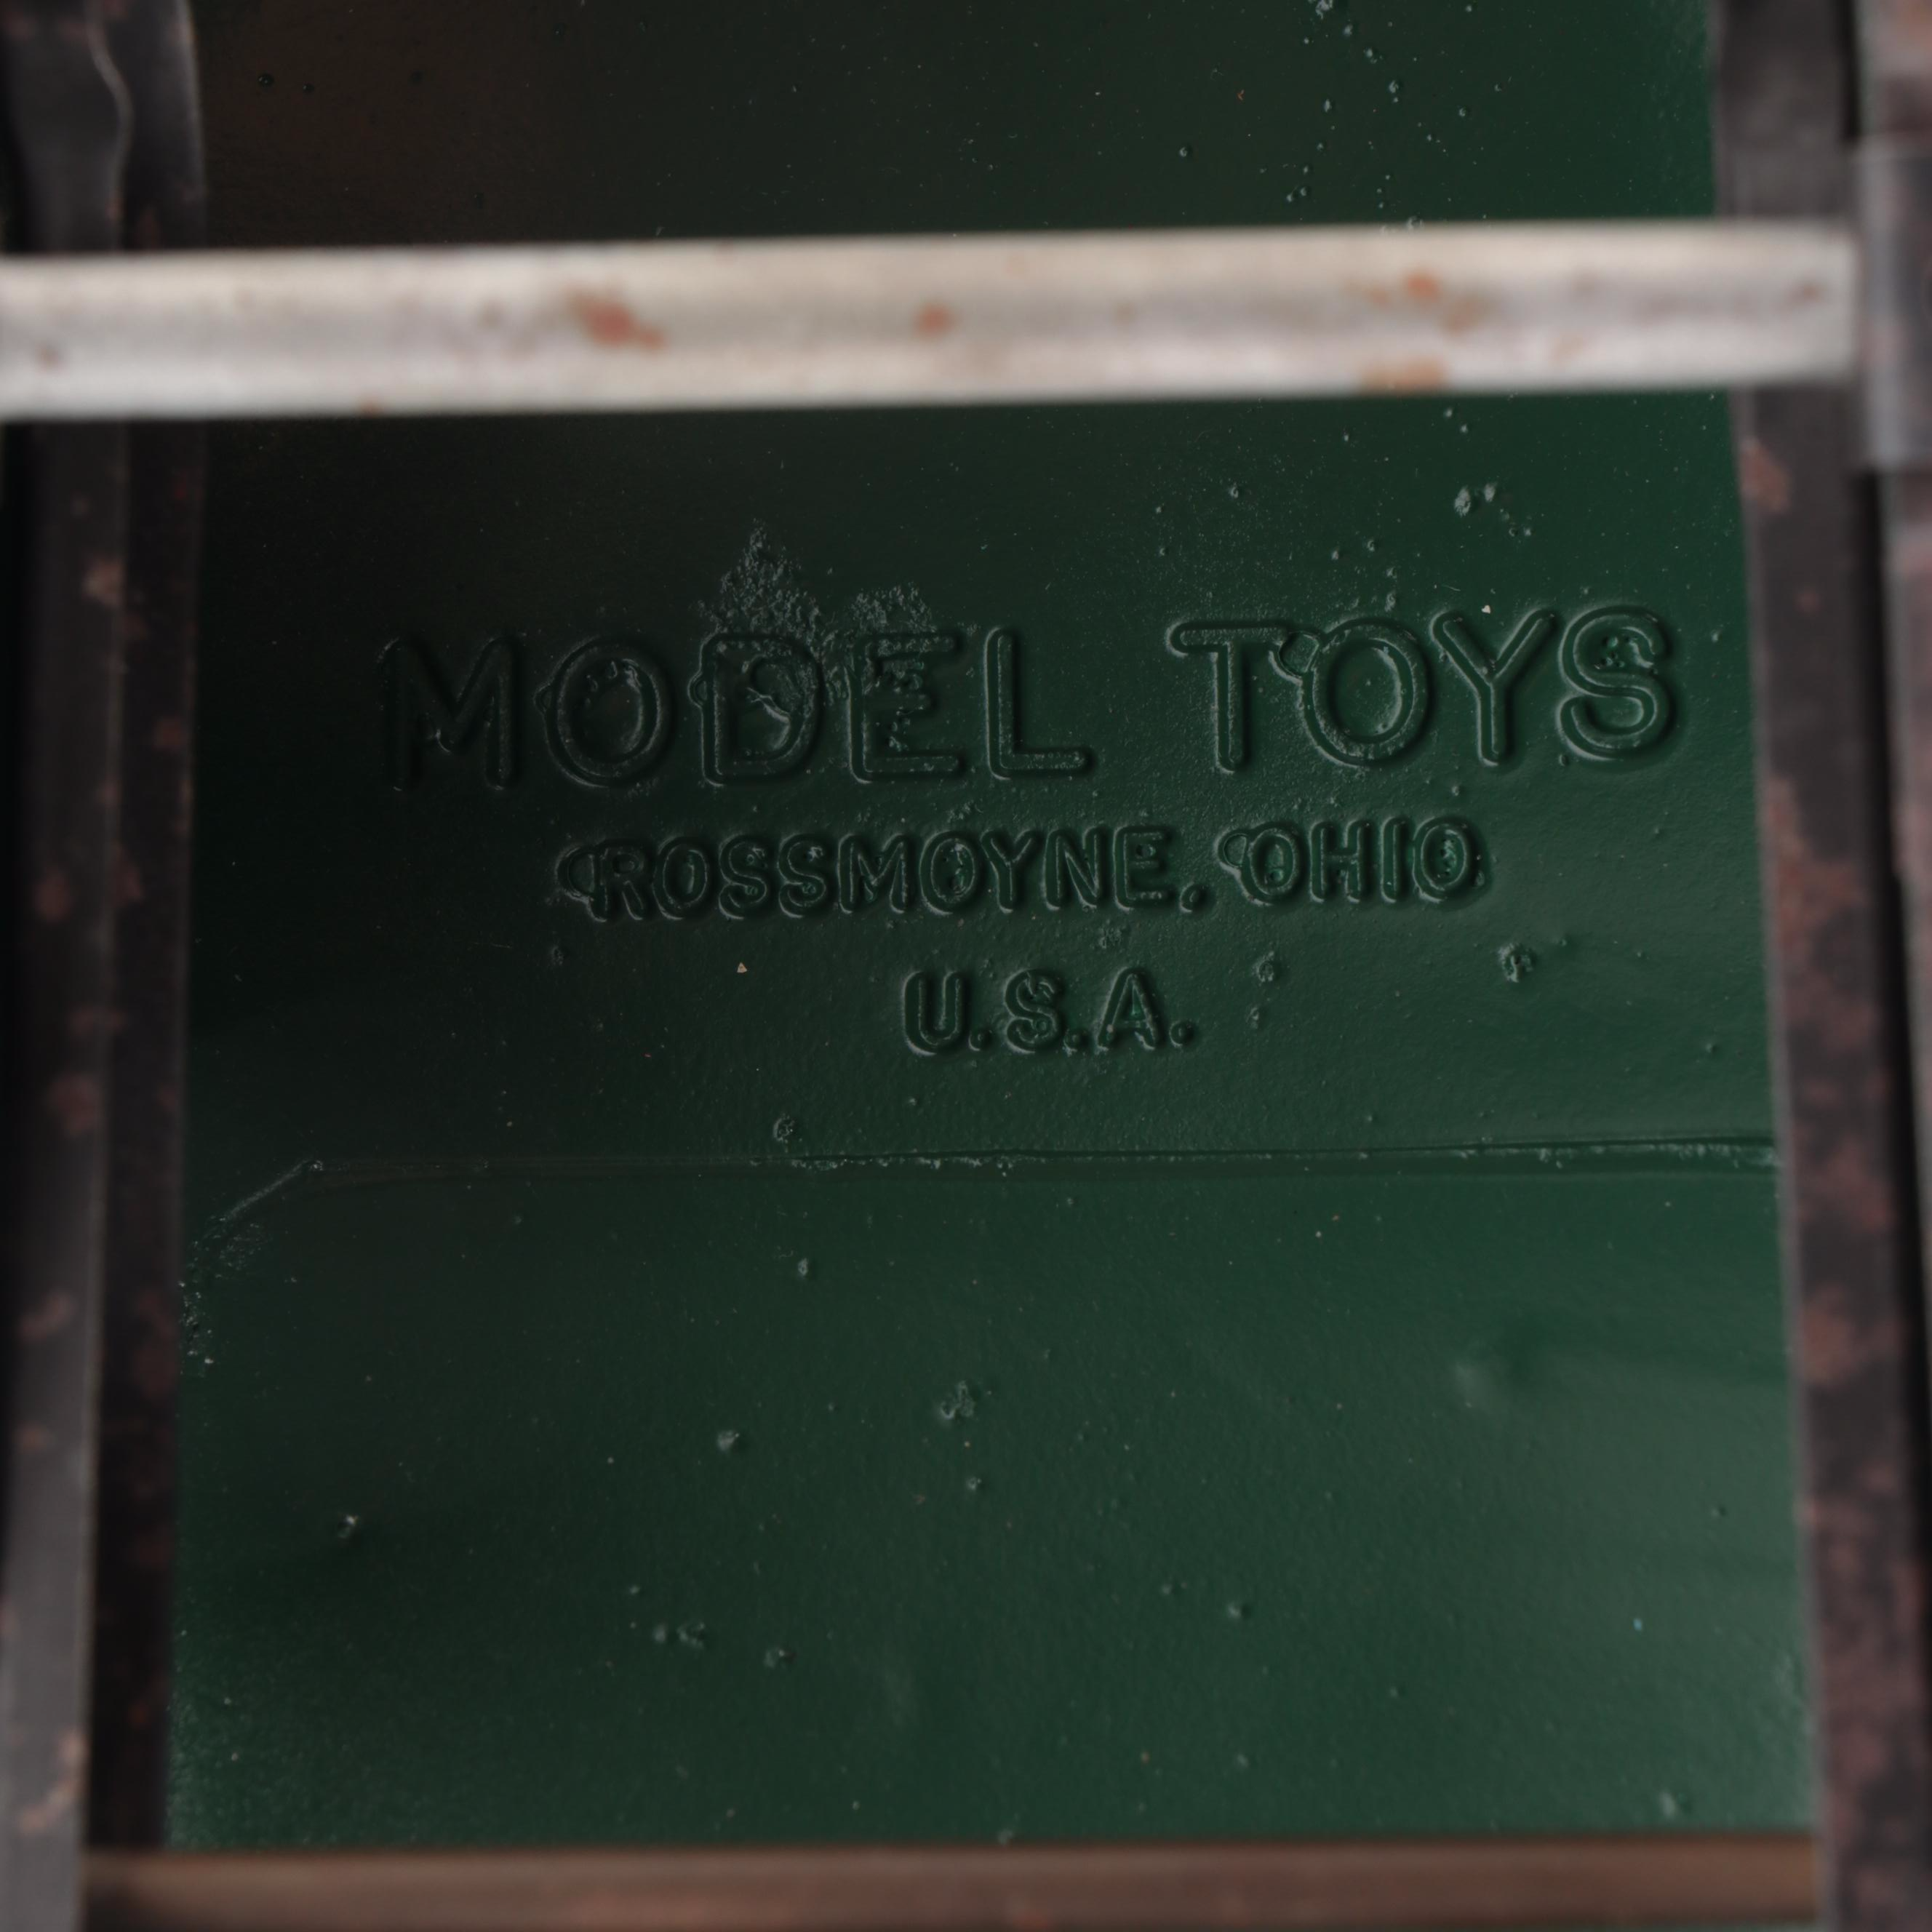 MODEL TOYS
ROSSMOYNE, OHIO
U.S.A.